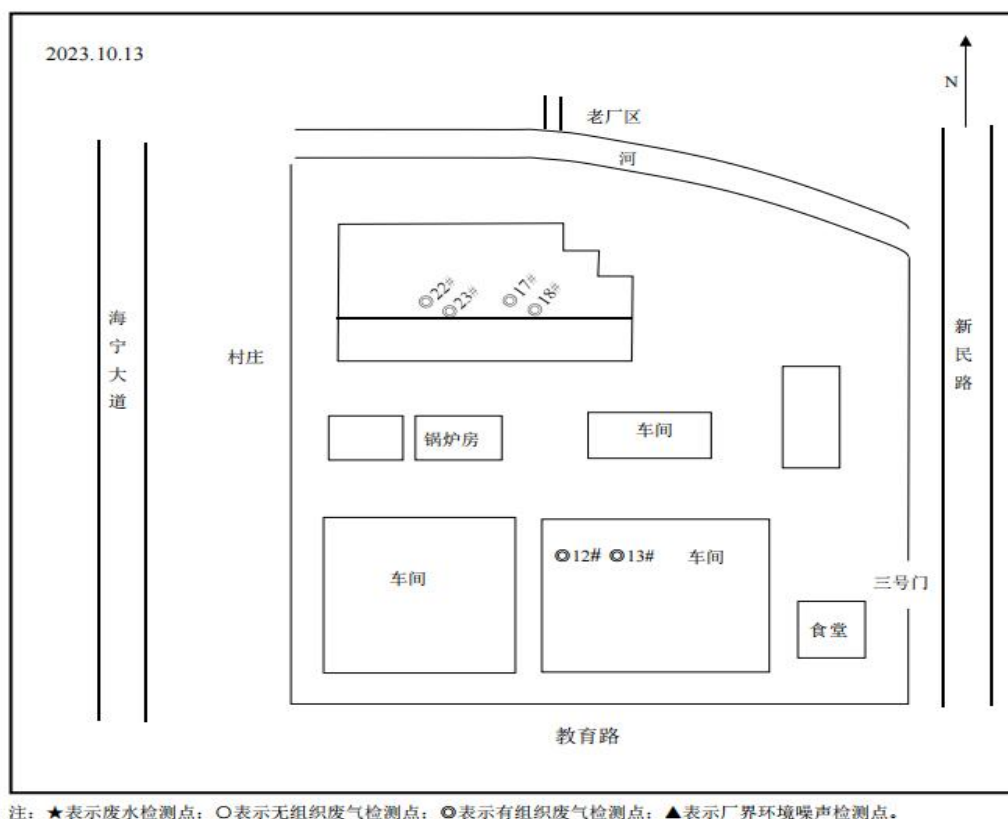 2023.10.13
N
老厂区
河
22#
23#
17#
18#
海宁大道
村庄
新民路
锅炉房
车间
车间
◎12# ◎13# 车间
三号门
食堂
教育路
注：★表示废水检测点；○表示无组织废气检测点；◎表示有组织废气检测点；▲表示厂界环境噪声检测点。